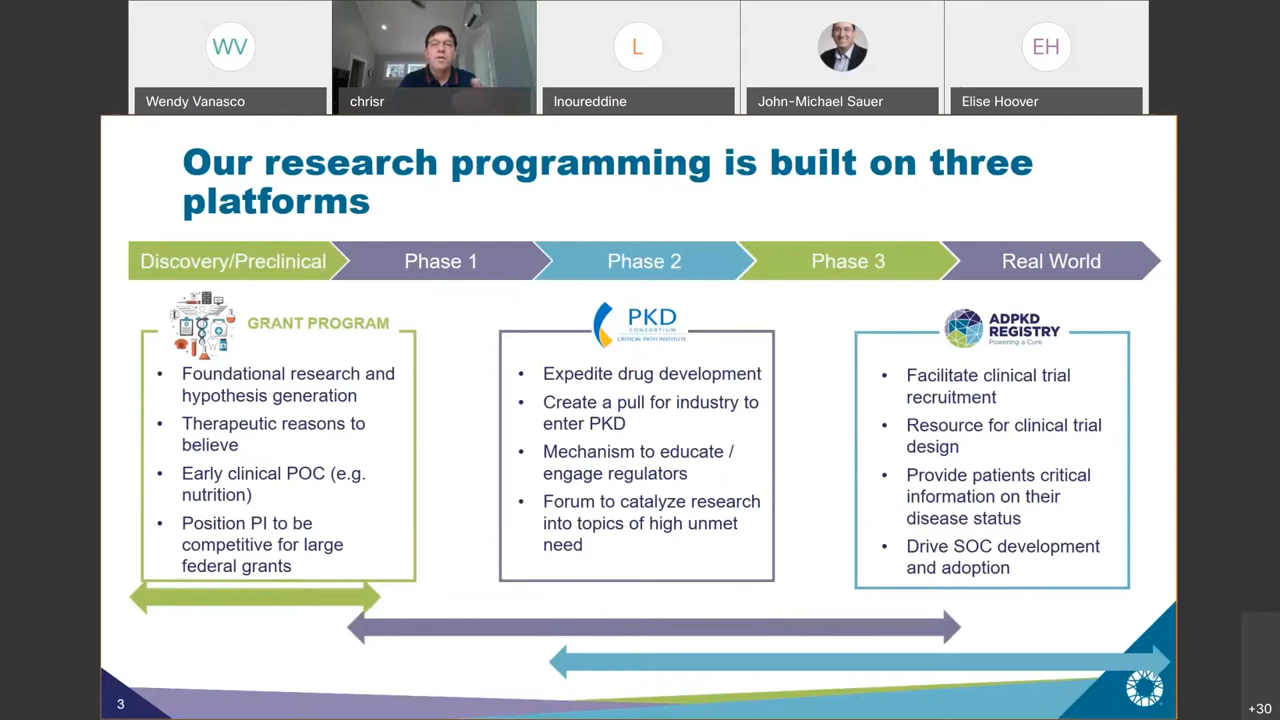 WV
L
EH
Wendy Vanasco
chrisr
lnoureddine
John-Michael Sauer
Elise Hoover
Our research programming is built on three
platforms
Discovery/Preclinical
Phase 1
Phase 2
Phase 3
Real World
GRANT PROGRAM
• Foundational research and
hypothesis generation
• Therapeutic reasons to
believe
• Early clinical POC (e.g.
nutrition)
• Position PI to be
competitive for large
federal grants
PKD
CONSORTIUM
CRITICAL PATH INSTITUTE
• Expedite drug development
• Create a pull for industry to
enter PKD
• Mechanism to educate /
engage regulators
• Forum to catalyze research
into topics of high unmet
need
ADPKD
REGISTRY
Powering a Cure
• Facilitate clinical trial
recruitment
• Resource for clinical trial
design
• Provide patients critical
information on their
disease status
• Drive SOC development
and adoption
3
+30